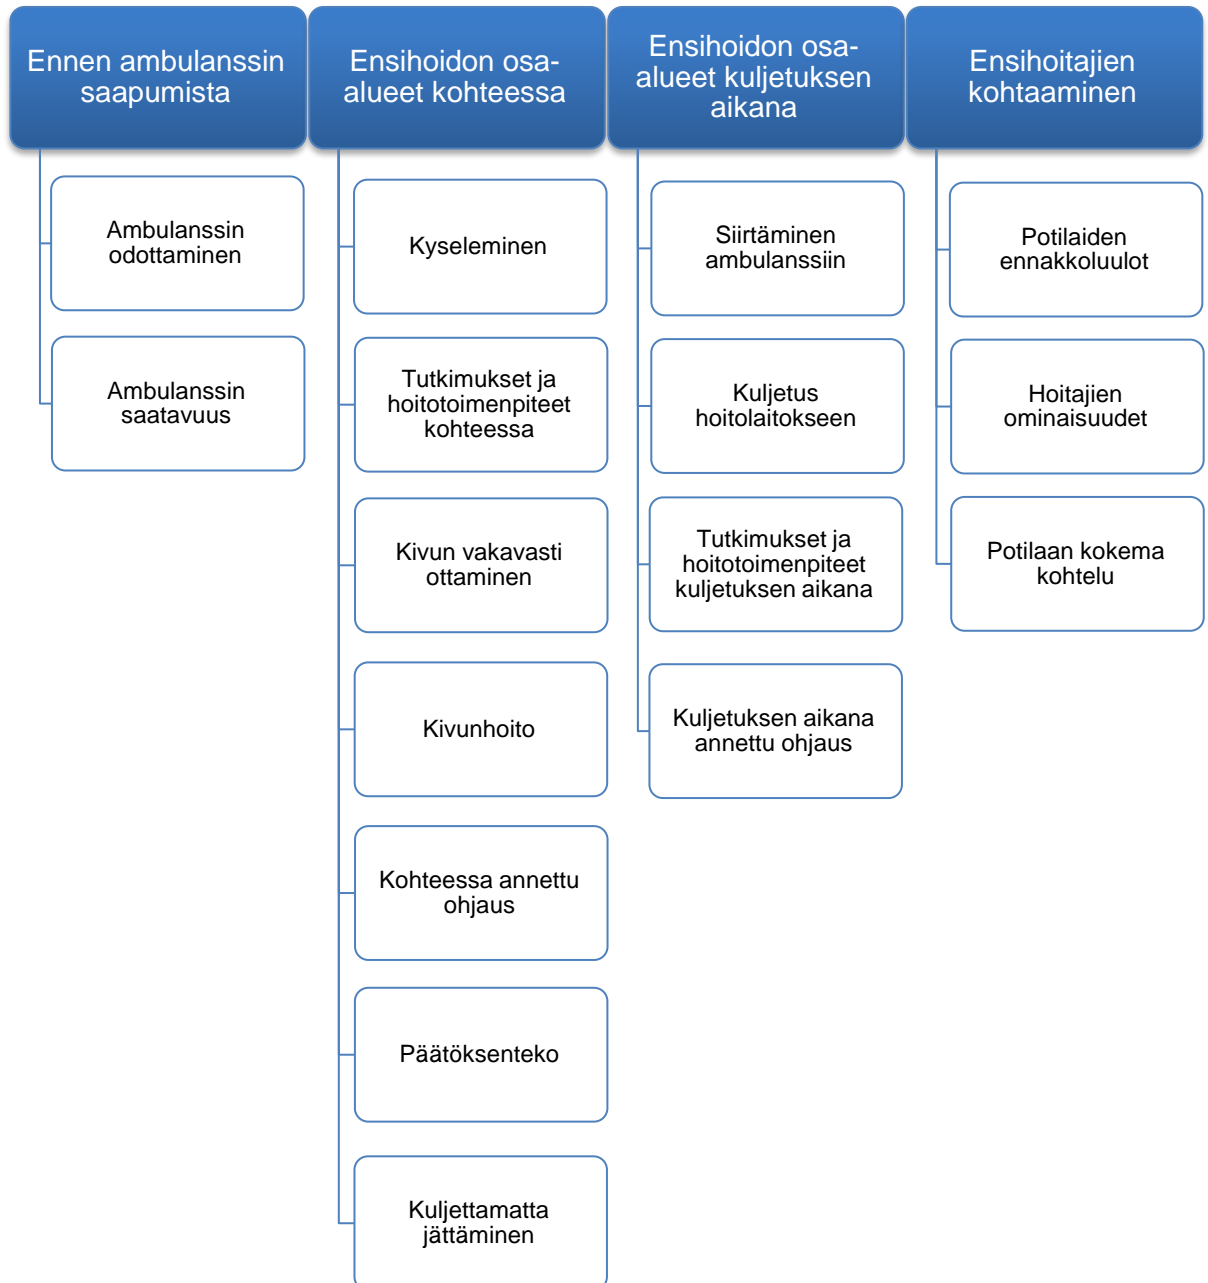 Ennen ambulanssin
saapumista
Ambulanssin
odottaminen
Ambulanssin
saatavuus
Ensihoidon osa-
alueet kohteessa
Kyseleminen
Tutkimukset ja
hoitotoimenpiteet
kohteessa
Kivun vakavasti
ottaminen
Kivunhoito
Kohteessa annettu
ohjaus
Päätöksenteko
Kuljettamatta
jättäminen
Ensihoidon osa-
alueet kuljetuksen
aikana
Siirtäminen
ambulanssiin
Kuljetus
hoitolaitokseen
Tutkimukset ja
hoitotoimenpiteet
kuljetuksen aikana
Kuljetuksen aikana
annettu ohjaus
Ensihoitajien
kohtaaminen
Potilaiden
ennakkoluulot
Hoitajien
ominaisuudet
Potilaan kokema
kohtelu